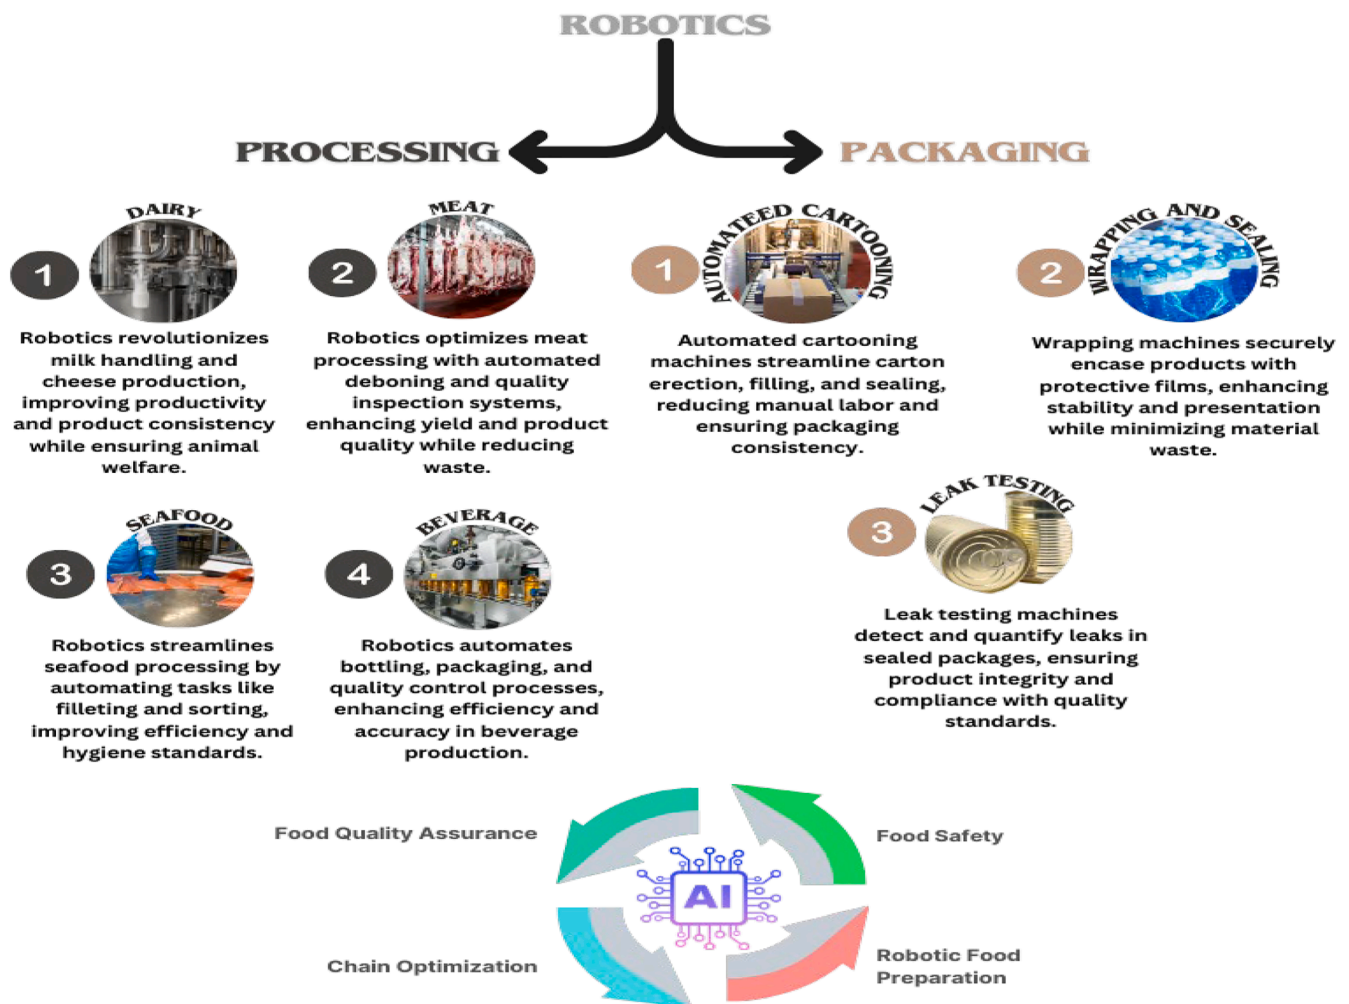 ROBOTICS
PROCESSING
PACKAGING
DAIRY
1
Robotics revolutionizes
milk handling and
cheese production,
improving productivity
and product consistency
while ensuring animal
welfare.
MEAT
2
Robotics optimizes meat
processing with automated
deboning and quality
inspection systems,
enhancing yield and product
quality while reducing
waste.
SEAFOOD
3
Robotics streamlines
seafood processing by
automating tasks like
filleting and sorting,
improving efficiency and
hygiene standards.
BEVERAGE
4
Robotics automates
bottling, packaging, and
quality control processes,
enhancing efficiency and
accuracy in beverage
production.
AUTOMATEED CARTOONING
1
Automated cartooning
machines streamline carton
erection, filling, and sealing,
reducing manual labor and
ensuring packaging
consistency.
WRAPPING AND SEALING
2
Wrapping machines securely
encase products with
protective films, enhancing
stability and presentation
while minimizing material
waste.
LEAK TESTING
3
Leak testing machines
detect and quantify leaks in
sealed packages, ensuring
product integrity and
compliance with quality
standards.
Food Quality Assurance
Food Safety
AI
Chain Optimization
Robotic Food
Preparation